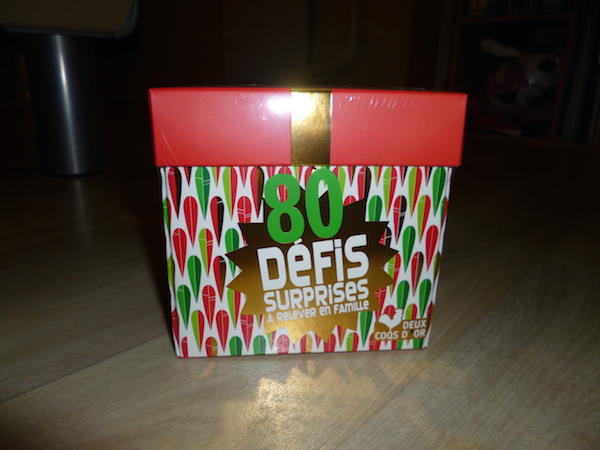 80
DéFiS
SURPRISES
A Relever en Famille
DEUX
COQS D'OR